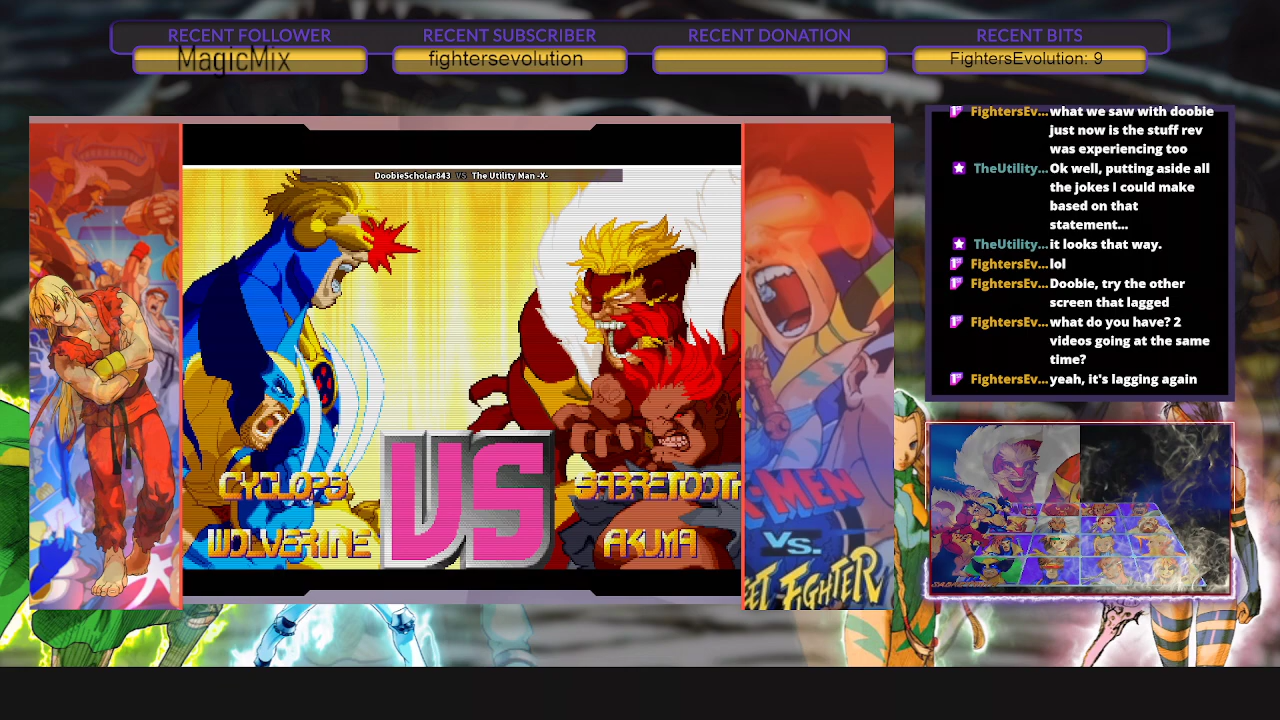 RECENT FOLLOWER RECENT SUBSCRIBER RECENT DONATION RECENT BITS
MagicMix fightersevolution FightersEvolution: 9
DoobieScholar843 VS The Utility Man -X-
CYCLOPS
WOLVERINE
VS
SABRETOOTH
AKUMA
X-MEN
VS.
EET FIGHTER
FightersEv... what we saw with doobie
just now is the stuff rev
was experiencing too
TheUtility... Ok well, putting aside all
the jokes I could make
based on that
statement...
TheUtility... it looks that way.
FightersEv... lol
FightersEv... Doobie, try the other
screen that lagged
FightersEv... what do you have? 2
videos going at the same
time?
FightersEv... yeah, it's lagging again